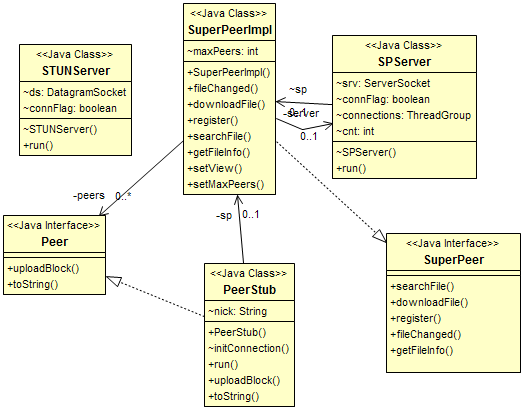 <<Java Class>>
SuperPeerImpl
~maxPeers: int
+SuperPeerImpl()
+fileChanged()
+downloadFile()
+register()
+searchFile()
+getFileInfo()
+setView()
+setMaxPeers()
<<Java Class>>
STUNServer
~ds: DatagramSocket
~connFlag: boolean
~STUNServer()
+run()
<<Java Class>>
SPServer
~srv: ServerSocket
~connFlag: boolean
~connections: ThreadGroup
~cnt: int
~SPServer()
+run()
~sp
0..1
-server
0..1
-peers
0..*
-sp
0..1
<<Java Interface>>
Peer
+uploadBlock()
+toString()
<<Java Class>>
PeerStub
~nick: String
+PeerStub()
~initConnection()
+run()
+uploadBlock()
+toString()
<<Java Interface>>
SuperPeer
+searchFile()
+downloadFile()
+register()
+fileChanged()
+getFileInfo()